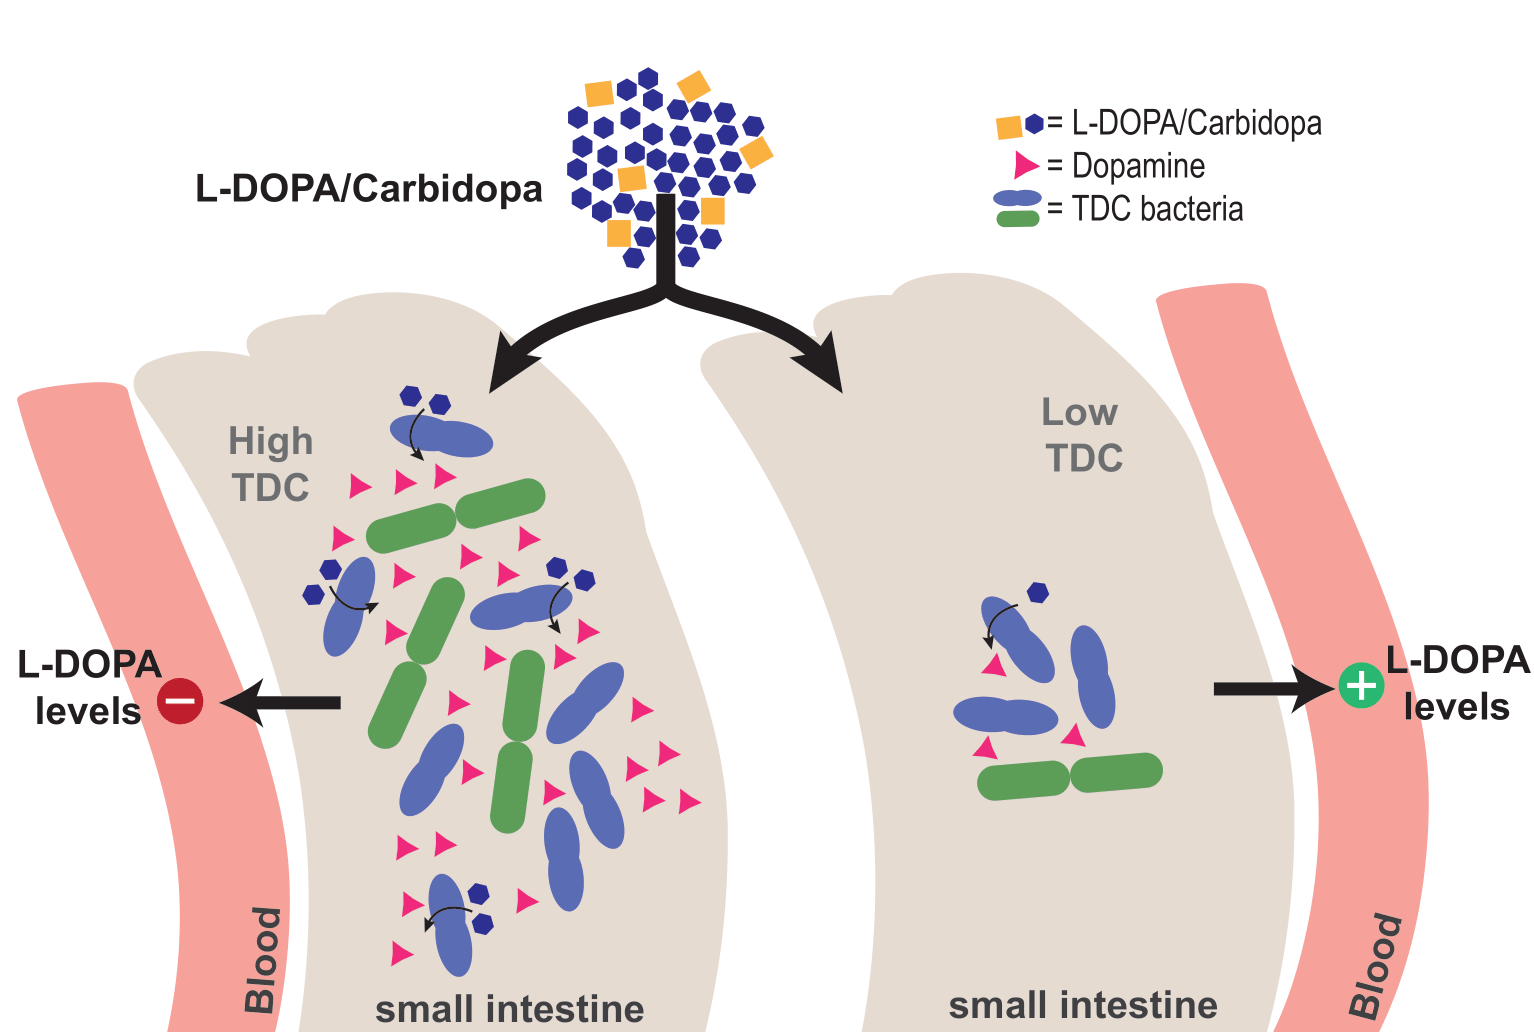 L-DOPA/Carbidopa
= L-DOPA/Carbidopa
= Dopamine
= TDC bacteria
High
TDC
Low
TDC
L-DOPA
levels
L-DOPA
levels
Blood
small intestine
small intestine
Blood